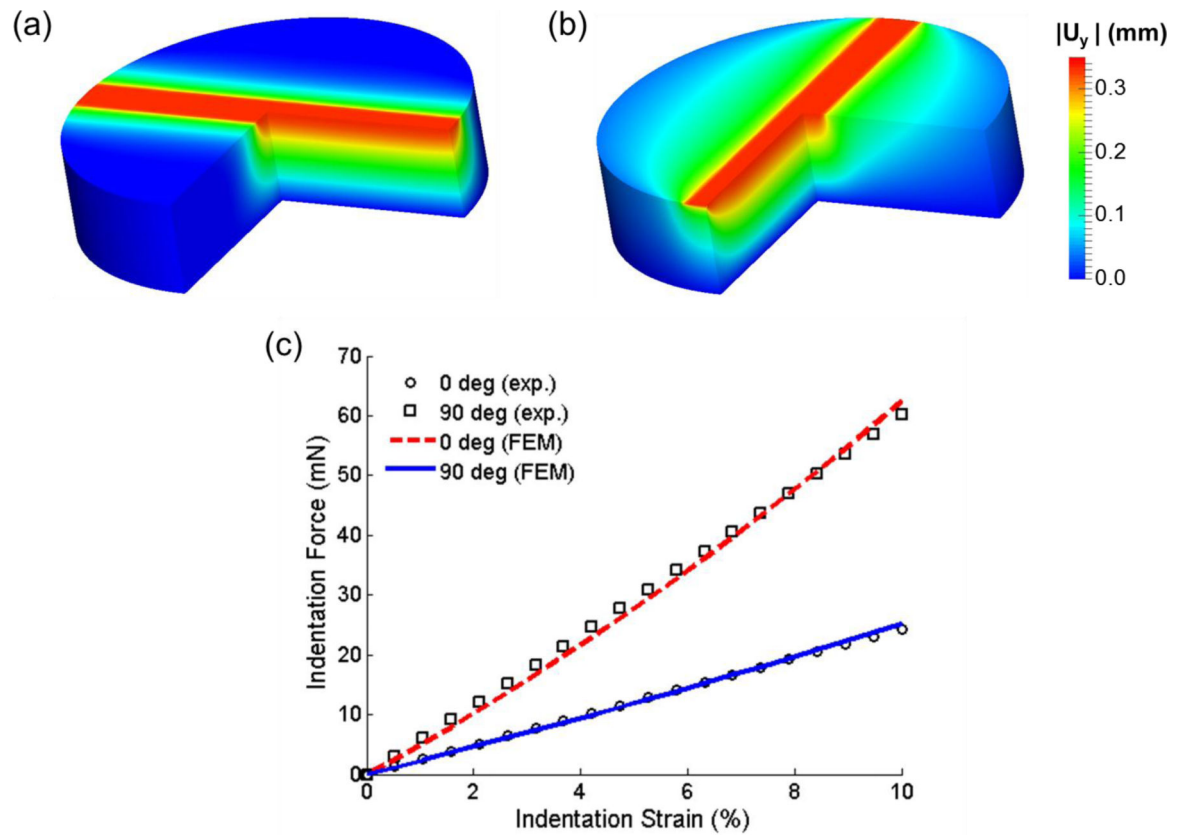 (a)
(b)
|Uy| (mm)
0.3
0.2
0.1
0.0
(c)
70
60
50
40
30
20
10
0
Indentation Force (mN)
0 deg (exp.)
90 deg (exp.)
0 deg (FEM)
90 deg (FEM)
0 2 4 6 8 10
Indentation Strain (%)